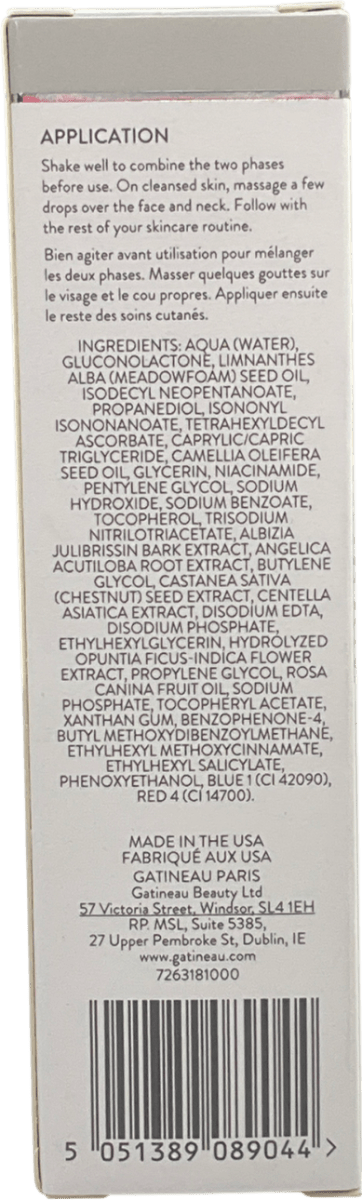 APPLICATION
Shake well to combine the two phases
before use. On cleansed skin, massage a few
drops over the face and neck. Follow with
the rest of your skincare routine.
Bien agiter avant utilisation pour mélanger
les deux phases. Masser quelques gouttes sur
le visage et le cou propres. Appliquer ensuite
le reste des soins cutanés.
INGREDIENTS: AQUA (WATER),
GLUCONOLACTONE, LIMNANTHES
ALBA (MEADOWFOAM) SEED OIL,
ISODECYL NEOPENTANOATE,
PROPANEDIOL, ISONONYL
ISONONANOATE, TETRAHEXYLDECYL
ASCORBATE, CAPRYLIC/CAPRIC
TRIGLYCERIDE, CAMELLIA OLEIFERA
SEED OIL, GLYCERIN, NIACINAMIDE,
PENTYLENE GLYCOL, SODIUM
HYDROXIDE, SODIUM BENZOATE,
TOCOPHEROL, TRISODIUM
NITRILOTRIACETATE, ALBIZIA
JULIBRISSIN BARK EXTRACT, ANGELICA
ACUTILOBA ROOT EXTRACT, BUTYLENE
GLYCOL, CASTANEA SATIVA
(CHESTNUT) SEED EXTRACT, CENTELLA
ASIATICA EXTRACT, DISODIUM EDTA,
DISODIUM PHOSPHATE,
ETHYLHEXYLGLYCERIN, HYDROLYZED
OPUNTIA FICUS-INDICA FLOWER
EXTRACT, PROPYLENE GLYCOL, ROSA
CANINA FRUIT OIL, SODIUM
PHOSPHATE, TOCOPHERYL ACETATE,
XANTHAN GUM, BENZOPHENONE-4,
BUTYL METHOXYDIBENZOYLMETHANE,
ETHYLHEXYL METHOXYCINNAMATE,
ETHYLHEXYL SALICYLATE,
PHENOXYETHANOL, BLUE 1 (CI 42090),
RED 4 (CI 14700).
MADE IN THE USA
FABRIQUÉ AUX USA
GATINEAU PARIS
Gatineau Beauty Ltd
57 Victoria Street, Windsor, SL4 1EH
RP. MSL, Suite 5385,
27 Upper Pembroke St, Dublin, IE
www.gatineau.com
7263181000
5 051389 089044 >